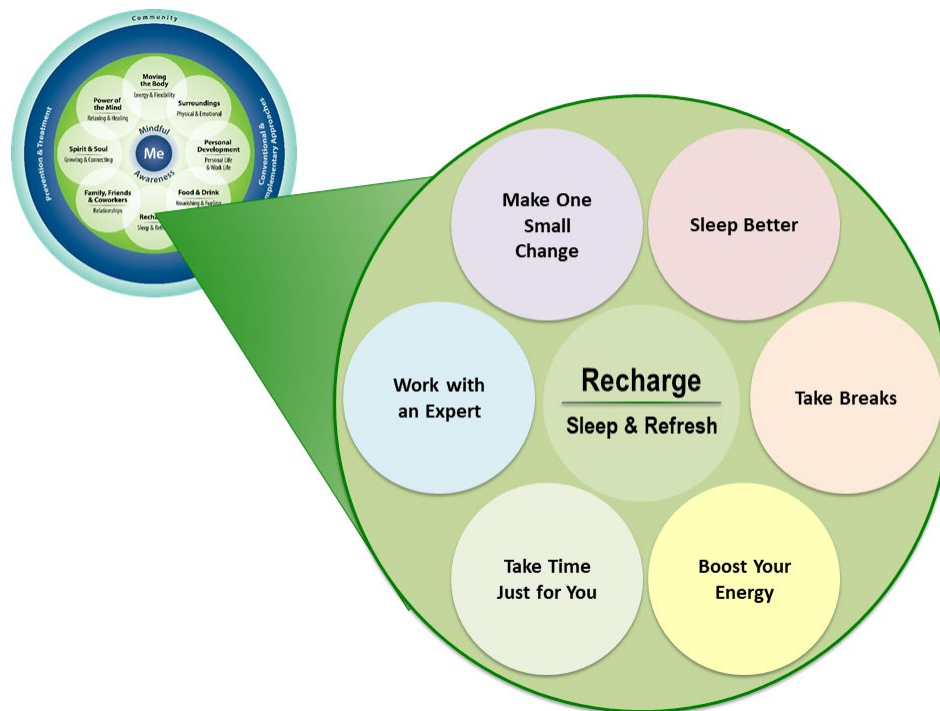 Community
Prevention & Treatment
Conventional &
Complementary Approaches
Moving
the Body
Energy & Flexibility
Surroundings
Physical & Emotional
Personal
Development
Personal Life
& Work Life
Food & Drink
Nourishing & Fueling
Family, Friends
& Coworkers
Relationships
Spirit & Soul
Growing & Connecting
Power of
the Mind
Relaxing & Healing
Mindful
Me
Awareness
Make One
Small
Change
Sleep Better
Work with
an Expert
Recharge
Sleep & Refresh
Take Breaks
Take Time
Just for You
Boost Your
Energy